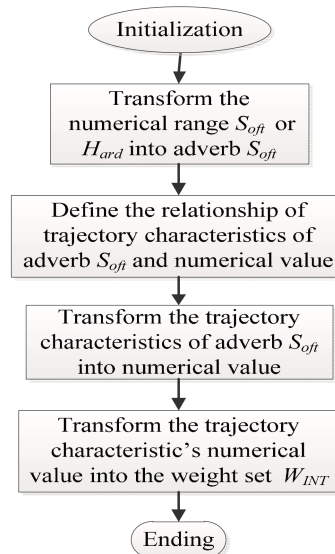 Initialization
Transform the
numerical range Soft or
Hard into adverb Soft
Define the relationship of
trajectory characteristics of
adverb Soft and numerical value
Transform the trajectory
characteristics of adverb Soft
into numerical value
Transform the trajectory
characteristic's numerical
value into the weight set WINT
Ending